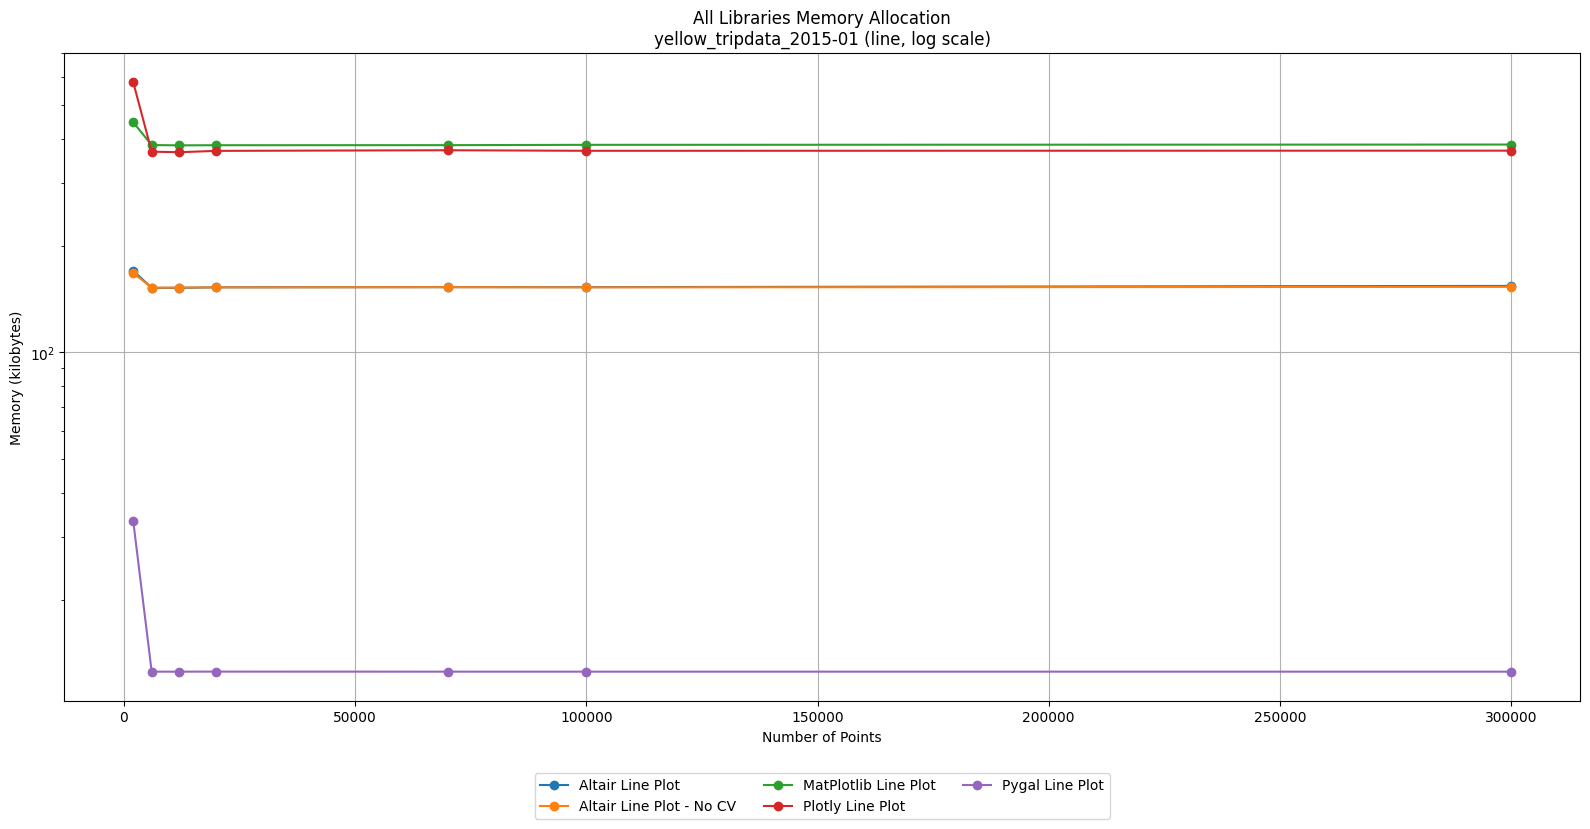 All Libraries Memory Allocation
yellow_tripdata_2015-01 (line, log scale)
Memory (kilobytes)
10²
0 50000 100000 150000 200000 250000 300000
Number of Points
Altair Line Plot MatPlotlib Line Plot Pygal Line Plot
Altair Line Plot - No CV Plotly Line Plot